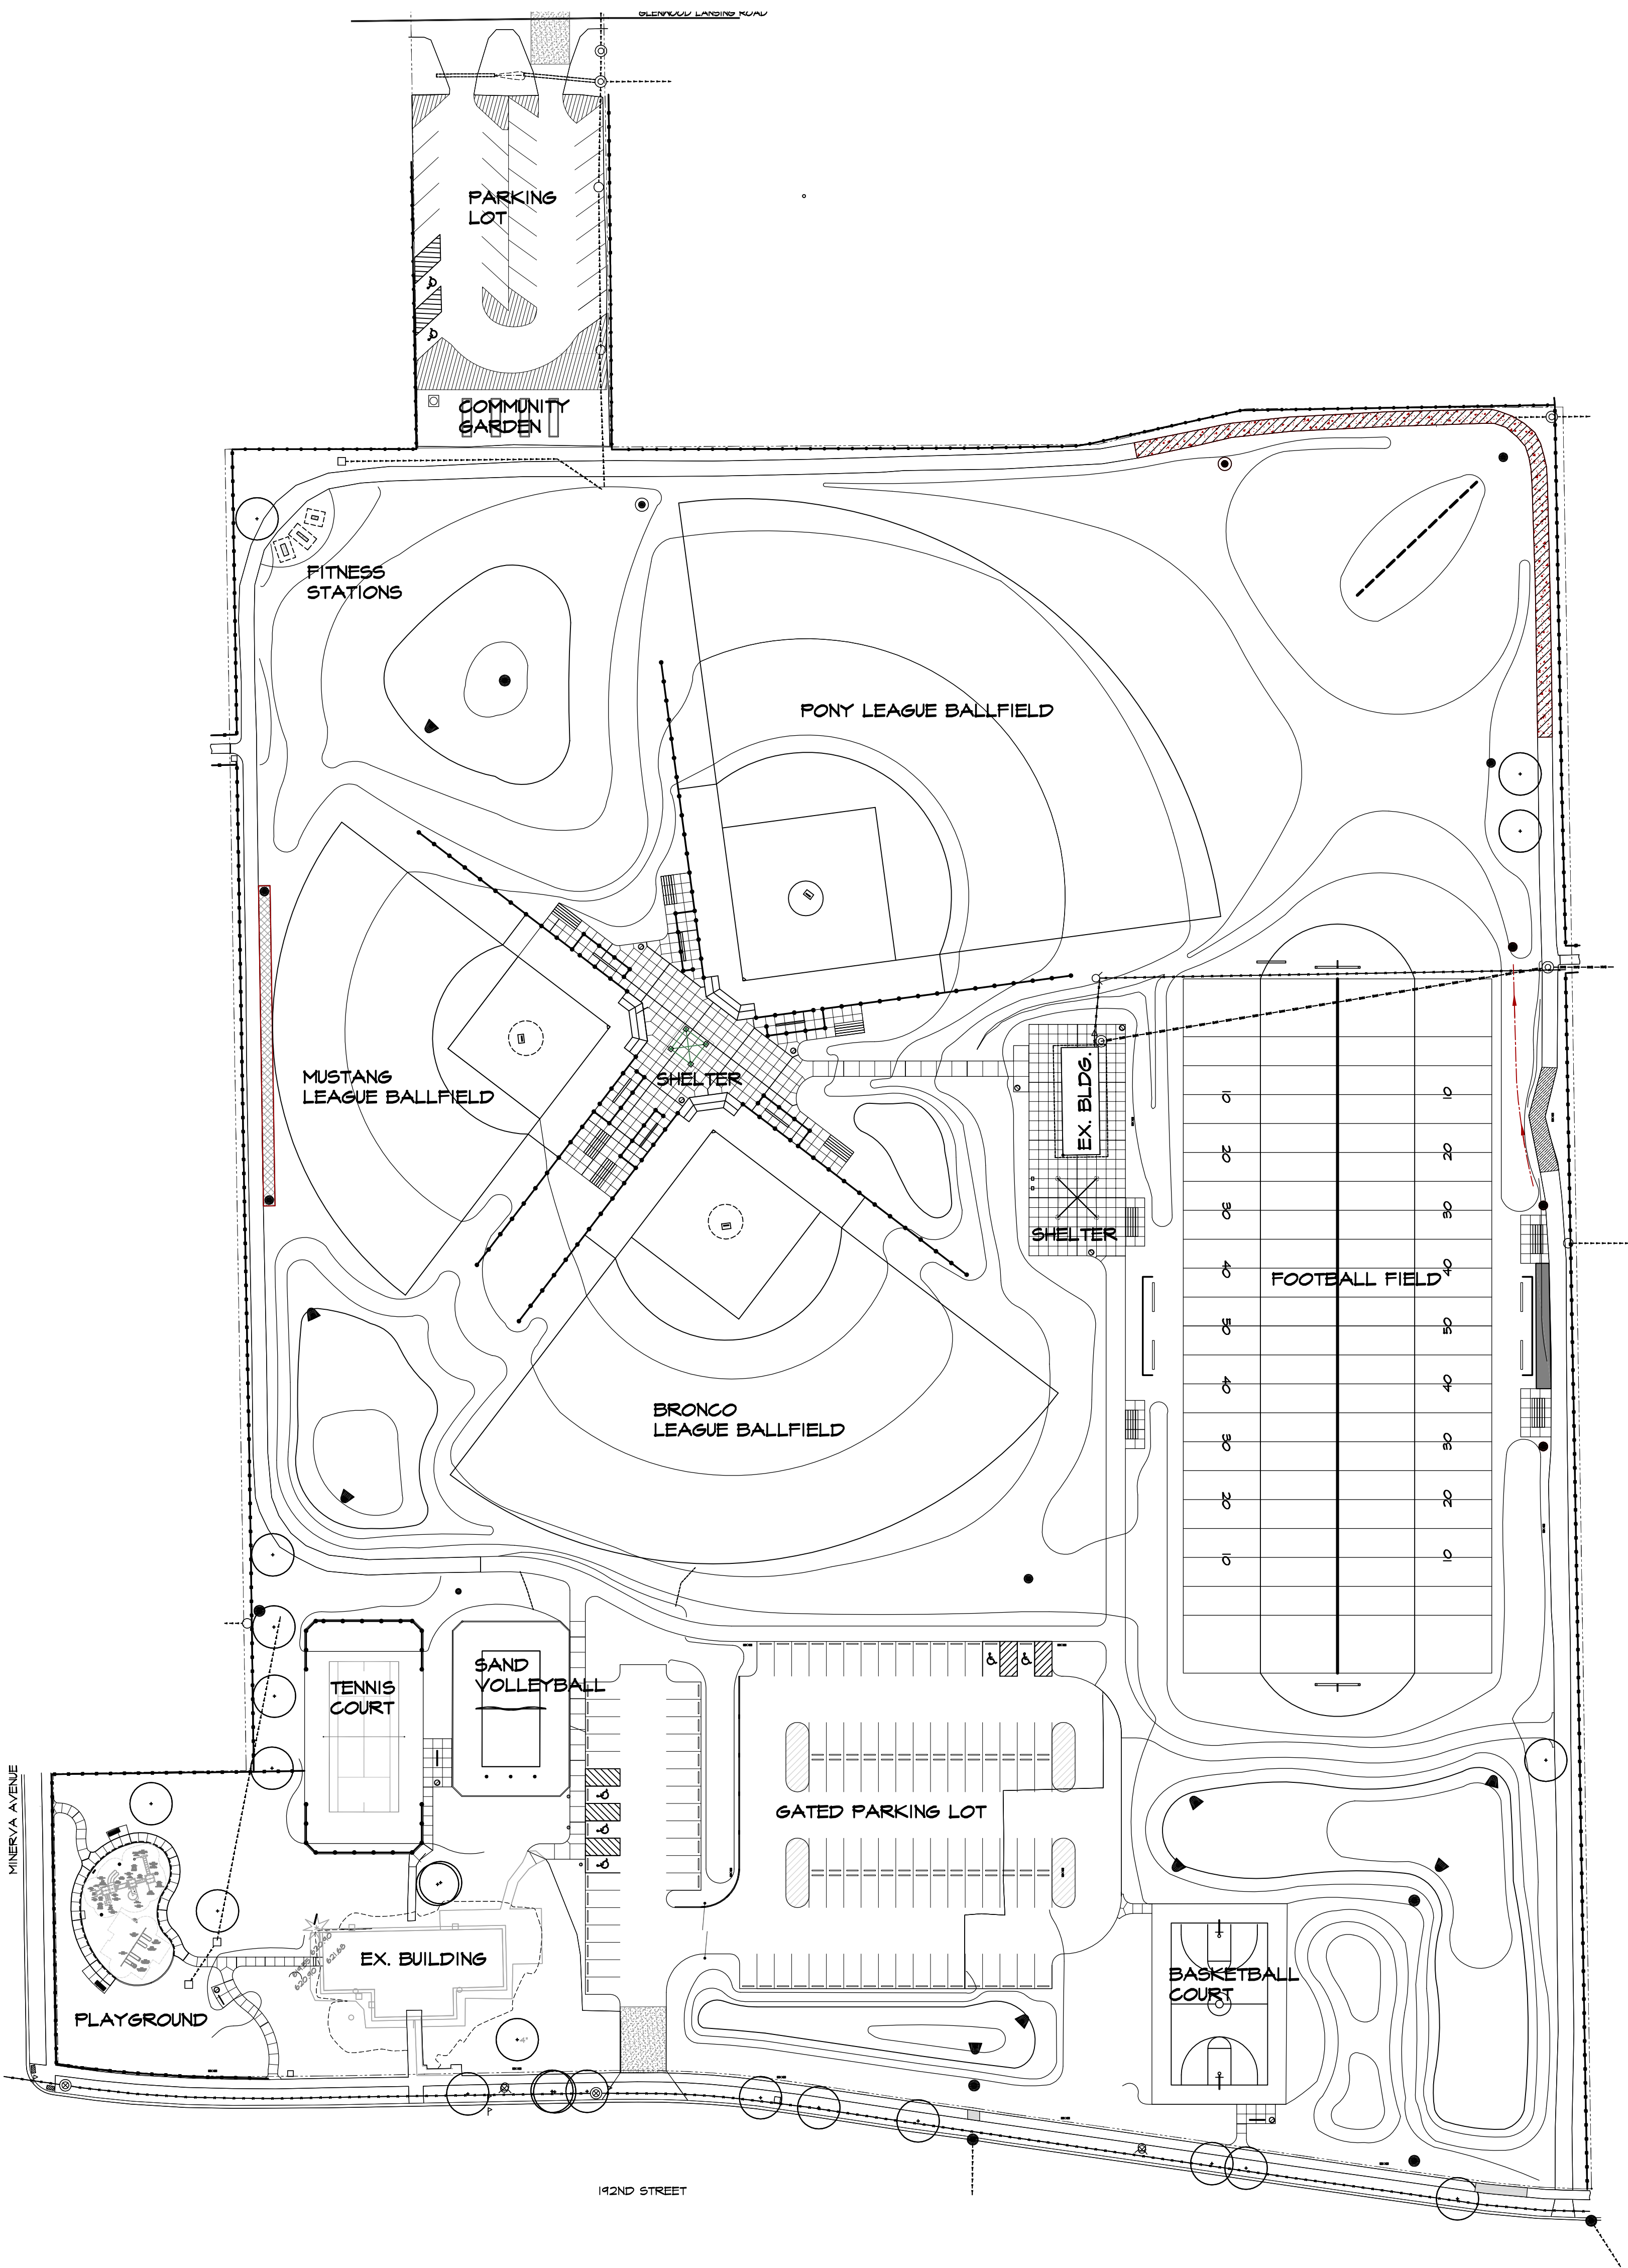 GLENWOOD LANSING ROAD
PARKING
LOT
COMMUNITY
GARDEN
FITNESS
STATIONS
PONY LEAGUE BALLFIELD
MUSTANG
LEAGUE BALLFIELD
SHELTER
EX. BLDG.
SHELTER
10
10
20
20
30
30
40
40
FOOTBALL FIELD
50
50
40
40
30
30
20
20
10
10
BRONCO
LEAGUE BALLFIELD
SAND
VOLLEYBALL
TENNIS
COURT
GATED PARKING LOT
MINERVA AVENUE
EX. BUILDING
PLAYGROUND
BASKETBALL
COURT
192ND STREET